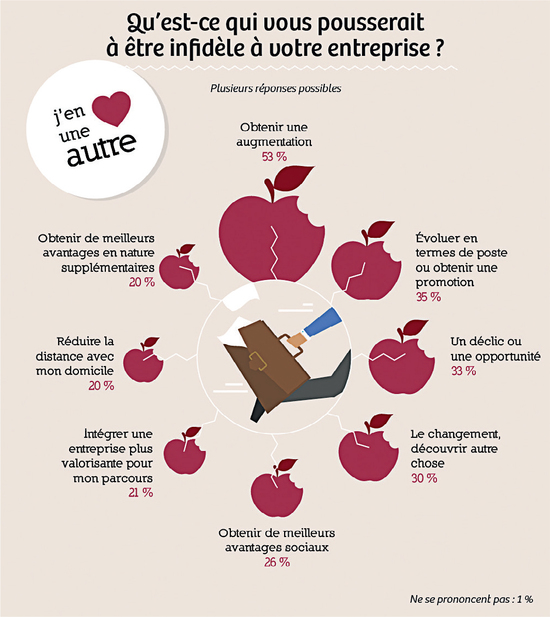 Qu'est-ce qui vous pousserait
à être infidèle à votre entreprise ?
Plusieurs réponses possibles
j'en
une
autre
Obtenir une
augmentation
53 %
Évoluer en
termes de poste
ou obtenir une
promotion
35 %
Un déclic ou
une opportunité
33 %
Le changement,
découvrir autre
chose
30 %
Obtenir de meilleurs
avantages sociaux
26 %
Intégrer une
entreprise plus
valorisante pour
mon parcours
21 %
Réduire la
distance avec
mon domicile
20 %
Obtenir de meilleurs
avantages en nature
supplémentaires
20 %
Ne se prononcent pas : 1 %